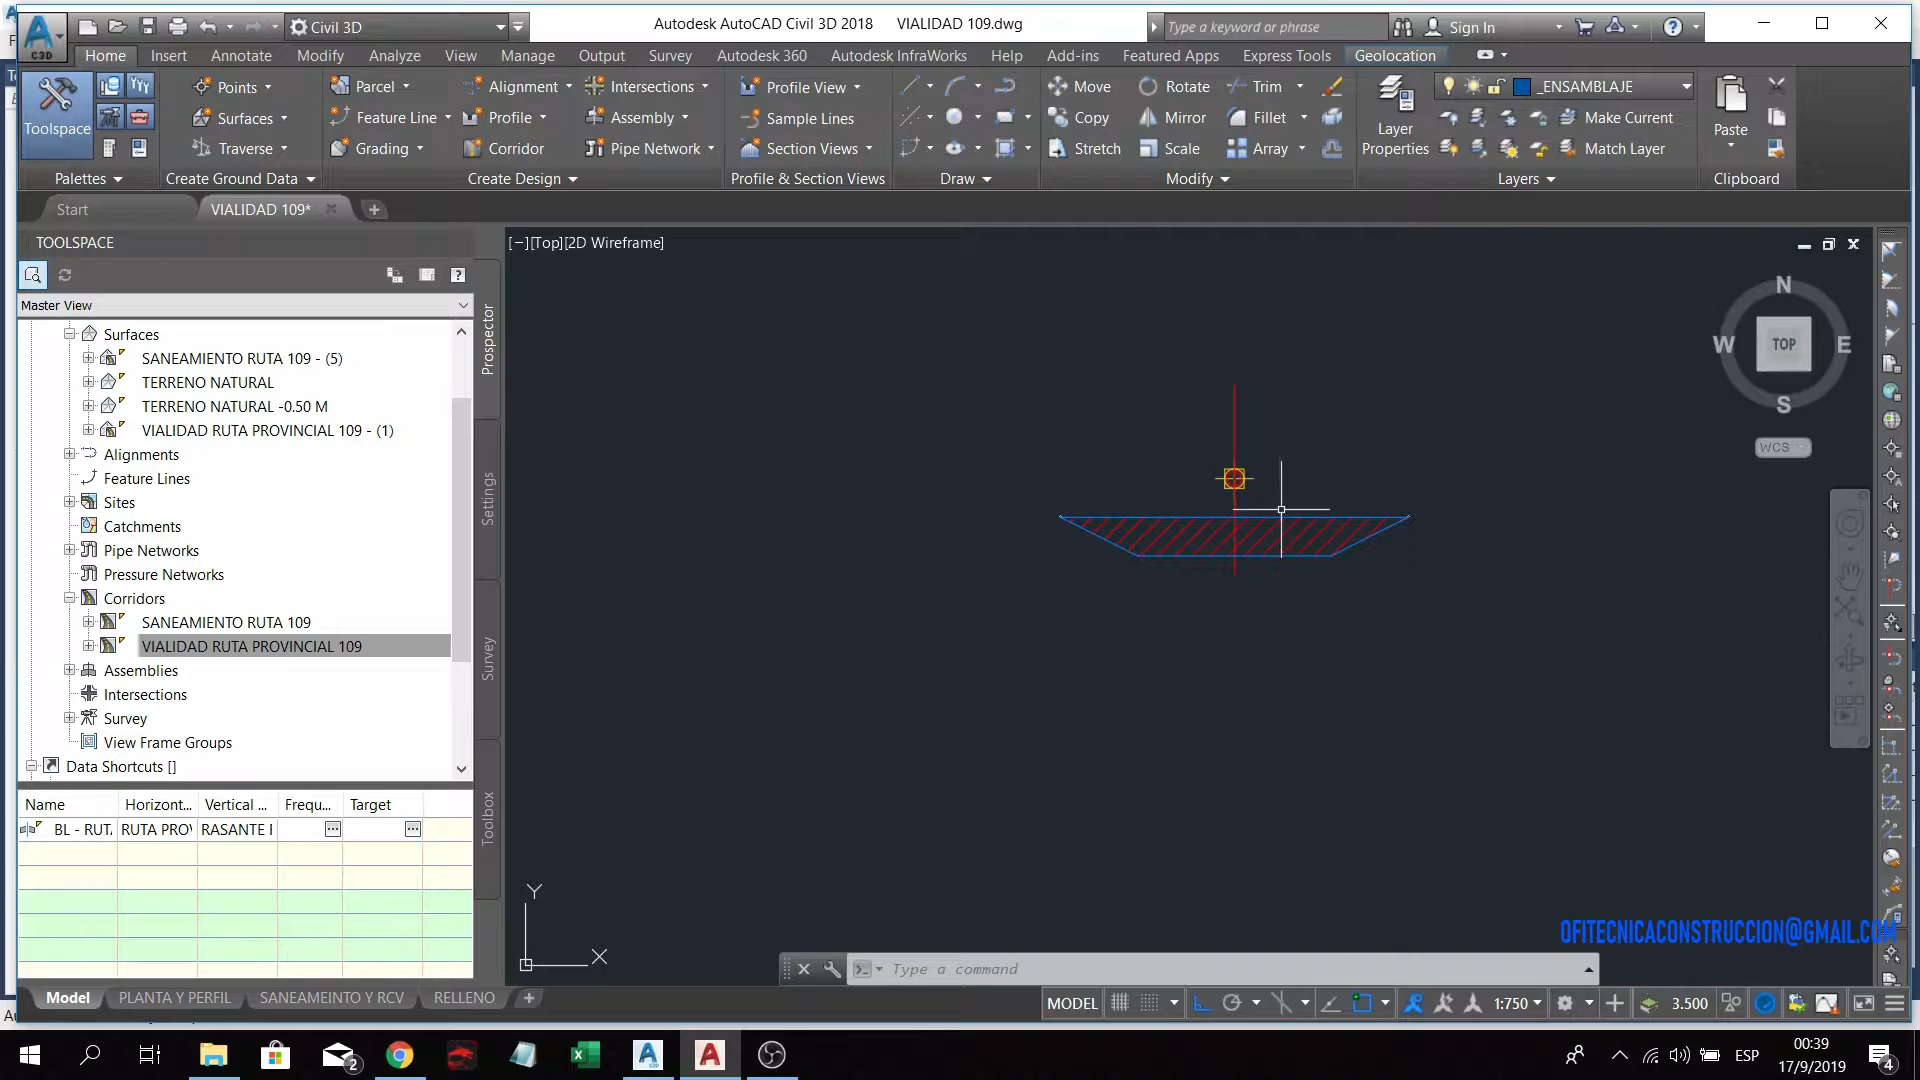 Civil 3D
Autodesk AutoCAD Civil 3D 2018 VIALIDAD 109.dwg
Type a keyword or phrase
Sign In
C3D
Home Insert Annotate Modify Analyze View Manage Output Survey Autodesk 360 Autodesk InfraWorks Help Add-ins Featured Apps Express Tools Geolocation
Toolspace
Points
Surfaces
Traverse
Parcel
Feature Line
Grading
Alignment
Profile
Corridor
Intersections
Assembly
Pipe Network
Profile View
Sample Lines
Section Views
Move
Copy
Stretch
Rotate
Mirror
Scale
Trim
Fillet
Array
Layer
Properties
_ENSAMBLAJE
Make Current
Match Layer
Paste
Palettes Create Ground Data Create Design Profile & Section Views Draw Modify Layers Clipboard
Start VIALIDAD 109*
TOOLSPACE
Master View
Surfaces
SANEAMIENTO RUTA 109 - (5)
TERRENO NATURAL
TERRENO NATURAL -0.50 M
VIALIDAD RUTA PROVINCIAL 109 - (1)
Alignments
Feature Lines
Sites
Catchments
Pipe Networks
Pressure Networks
Corridors
SANEAMIENTO RUTA 109
VIALIDAD RUTA PROVINCIAL 109
Assemblies
Intersections
Survey
View Frame Groups
Data Shortcuts []
Prospector
Settings
Survey
Toolbox
Name Horizont... Vertical ... Frequ... Target
BL - RUT RUTA PRO RASANTE
[−][Top][2D Wireframe]
N
W TOP E
S
WCS
Y
X
OFITECNICACONSTRUCCION@GMAIL.COM
Type a command
Model PLANTA Y PERFIL SANEAMEINTO Y RCV RELLENO
MODEL 1:750 3.500
2
ESP
00:39
17/9/2019
4